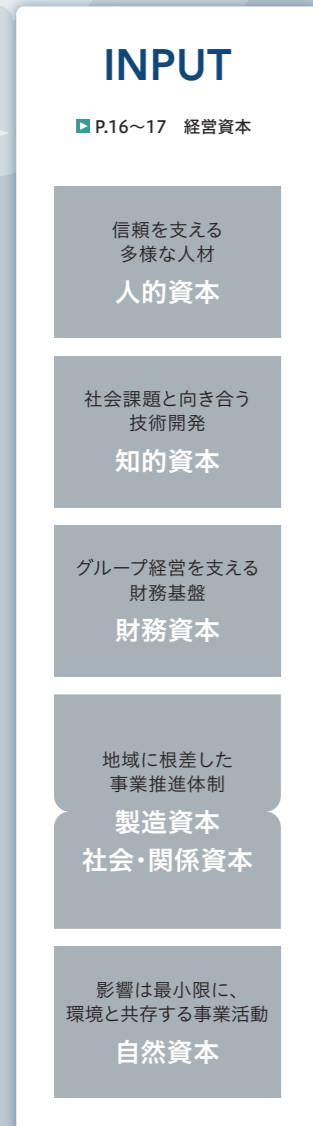 INPUT
P.16～17　経営資本
信頼を支える
多様な人材
人的資本
社会課題と向き合う
技術開発
知的資本
グループ経営を支える
財務基盤
財務資本
地域に根差した
事業推進体制
製造資本
社会・関係資本
影響は最小限に、
環境と共存する事業活動
自然資本